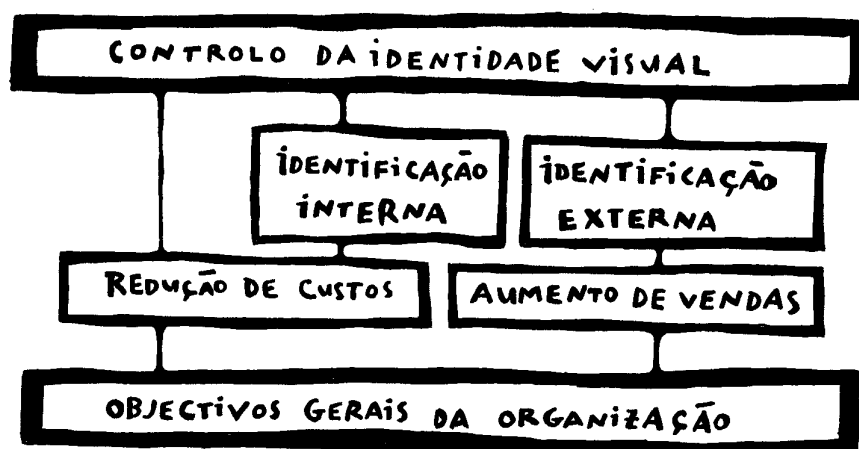 CONTROLO DA iDENTiDADE ViSUAL
iDENTiFiCAÇÃO
iNTERNA
iDENTiFiCAÇÃO
EXTERNA
REDUÇÃO DE CUSTOS
AUMENTO DE VENDAS
OBJECTiVOS GERAiS DA ORGANiZAÇÃO